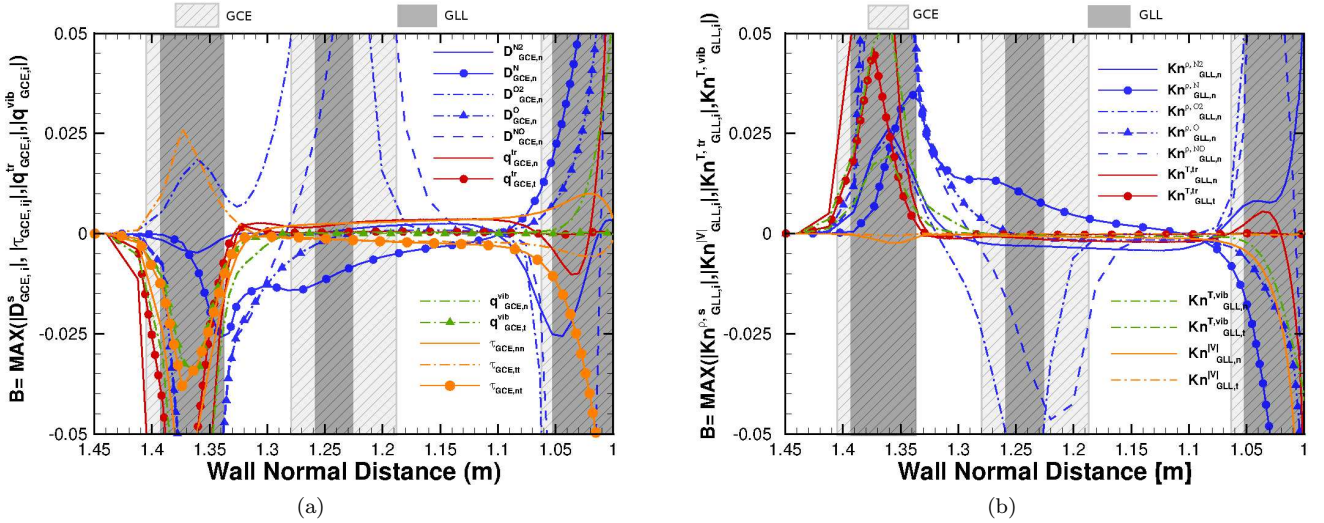 GCE
GLL
B= MAX(|D^s_GCE,i|, |τ_GCE,ij|,|q^tr_GCE,i|,|q^vib_GCE,i|)
0.05
0.025
0
-0.025
-0.05
D^N2_GCE,n
D^N_GCE,n
D^O2_GCE,n
D^O_GCE,n
D^NO_GCE,n
q^tr_GCE,n
q^tr_GCE,t
q^vib_GCE,n
q^vib_GCE,t
τ_GCE,nn
τ_GCE,tt
τ_GCE,nt
1.45
1.4
1.35
1.3
1.25
1.2
1.15
1.1
1.05
1
Wall Normal Distance (m)
(a)
GCE
GLL
B= MAX(|Kn^ρ, s_GLL,i|,|Kn^|V|_GLL,i|,|Kn^T, tr_GLL,i|,Kn^T, vib_GLL,i|)
0.05
0.025
0
-0.025
-0.05
Kn^ρ, N2_GLL,n
Kn^ρ, N_GLL,n
Kn^ρ, O2_GLL,n
Kn^ρ, O_GLL,n
Kn^ρ, NO_GLL,n
Kn^T,tr_GLL,n
Kn^T,tr_GLL,t
Kn^T,vib_GLL,n
Kn^T,vib_GLL,t
Kn^|V|_GLL,n
Kn^|V|_GLL,t
1.45
1.4
1.35
1.3
1.25
1.2
1.15
1.1
1.05
1
Wall Normal Distance [m]
(b)